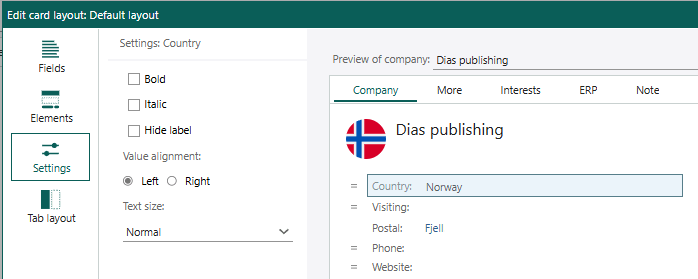 Edit card layout: Default layout
Fields
Elements
Settings
Tab layout
Settings: Country
Bold
Italic
Hide label
Value alignment:
Left Right
Text size:
Normal
Preview of company: Dias publishing
Company More Interests ERP Note
Dias publishing
= Country: Norway
= Visiting:
Postal: Fjell
= Phone:
= Website: